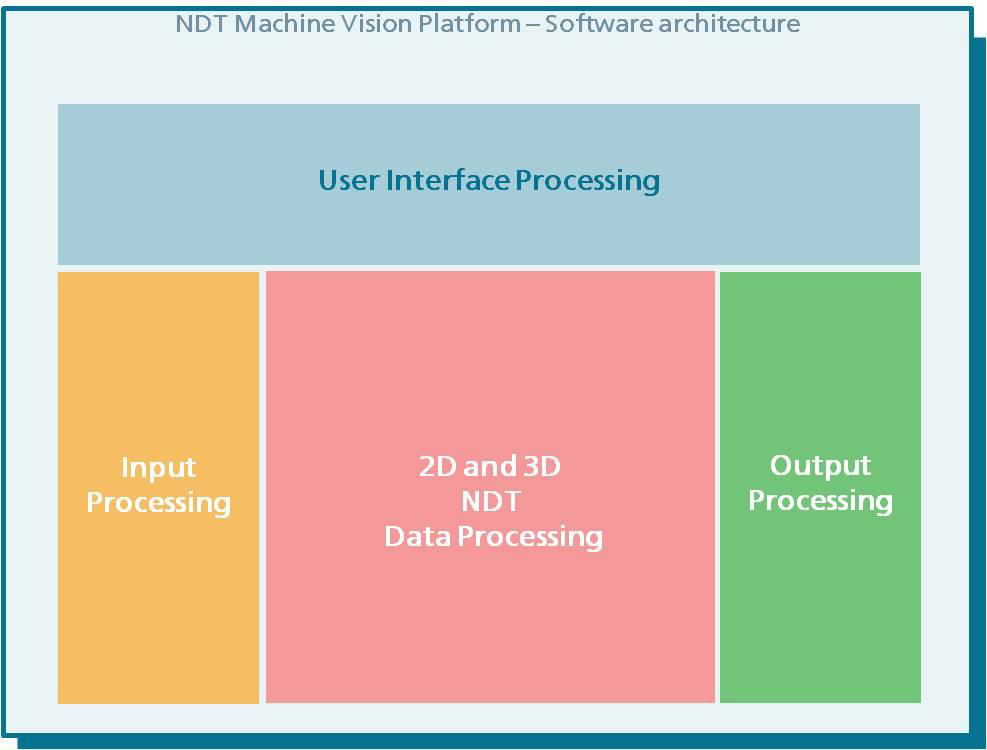 NDT Machine Vision Platform – Software architecture
User Interface Processing
Input
Processing
2D and 3D
NDT
Data Processing
Output
Processing